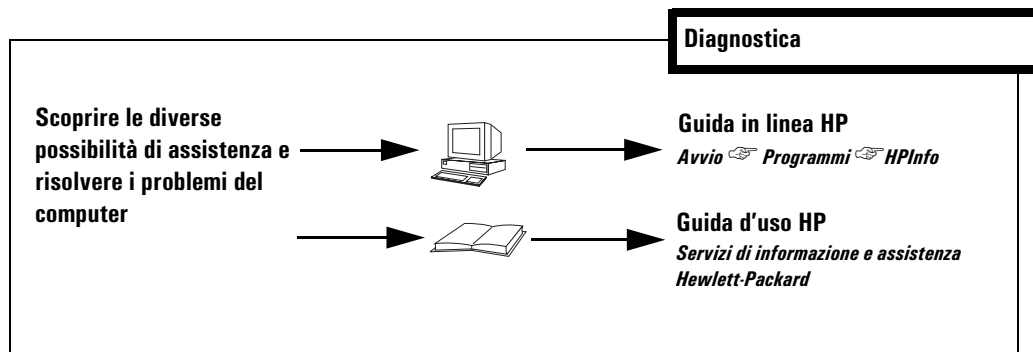 Diagnostica
Scoprire le diverse
possibilità di assistenza e
risolvere i problemi del
computer
Guida in linea HP
Avvio ☞ Programmi ☞ HPInfo
Guida d'uso HP
Servizi di informazione e assistenza
Hewlett-Packard